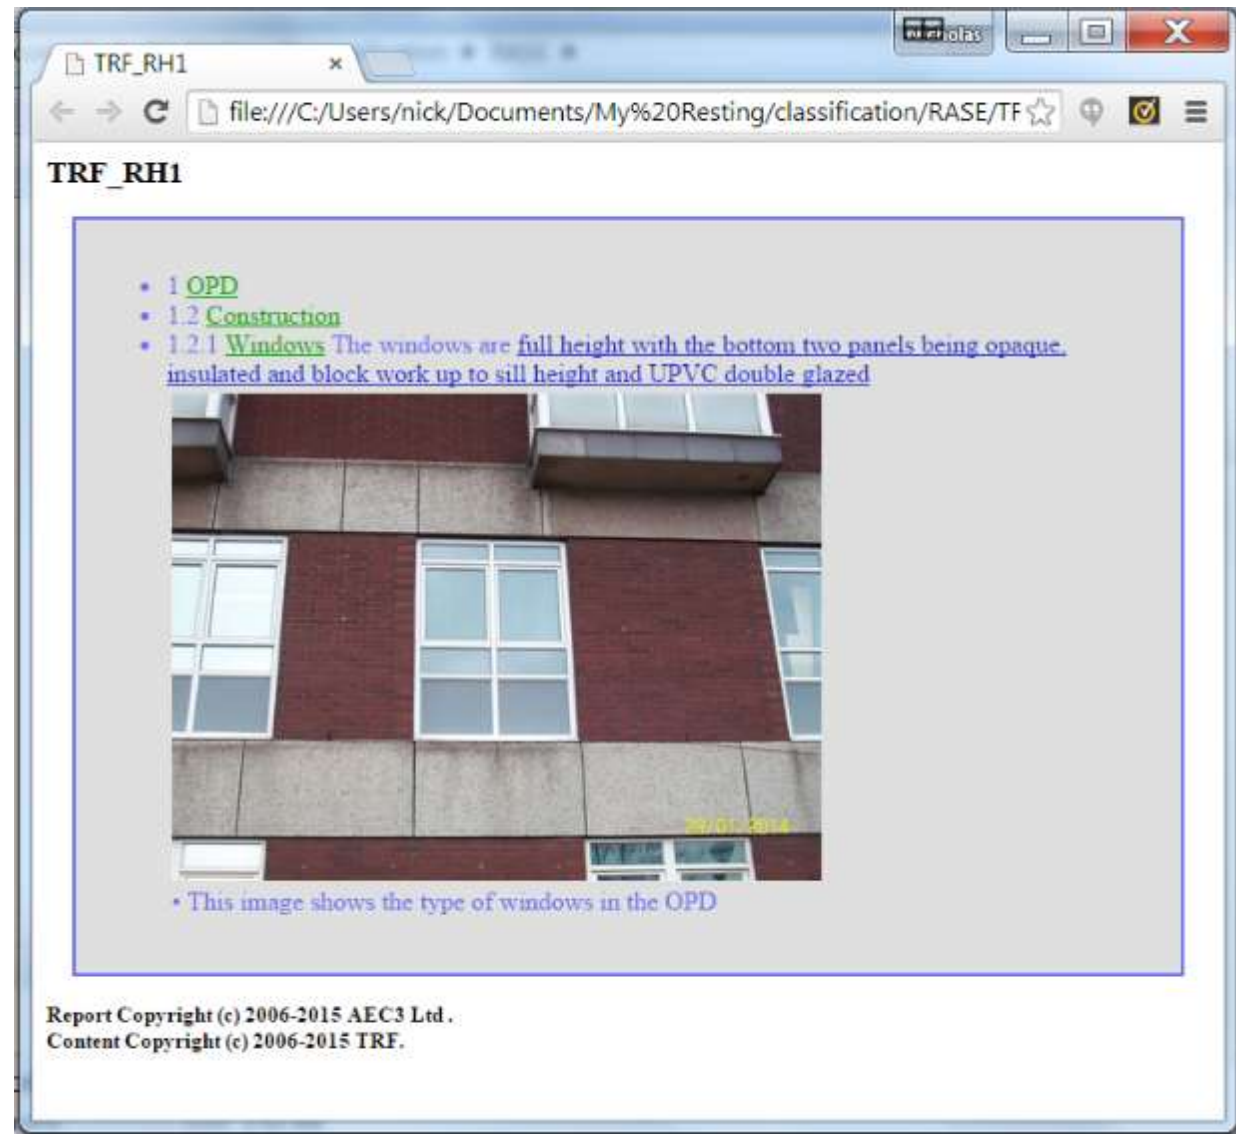 TRF_RH1
file:///C:/Users/nick/Documents/My%20Resting/classification/RASE/TF
TRF_RH1
• 1 OPD
• 1.2 Construction
• 1.2.1 Windows The windows are full height with the bottom two panels being opaque,
insulated and block work up to sill height and UPVC double glazed
• This image shows the type of windows in the OPD
Report Copyright (c) 2006-2015 AEC3 Ltd .
Content Copyright (c) 2006-2015 TRF.